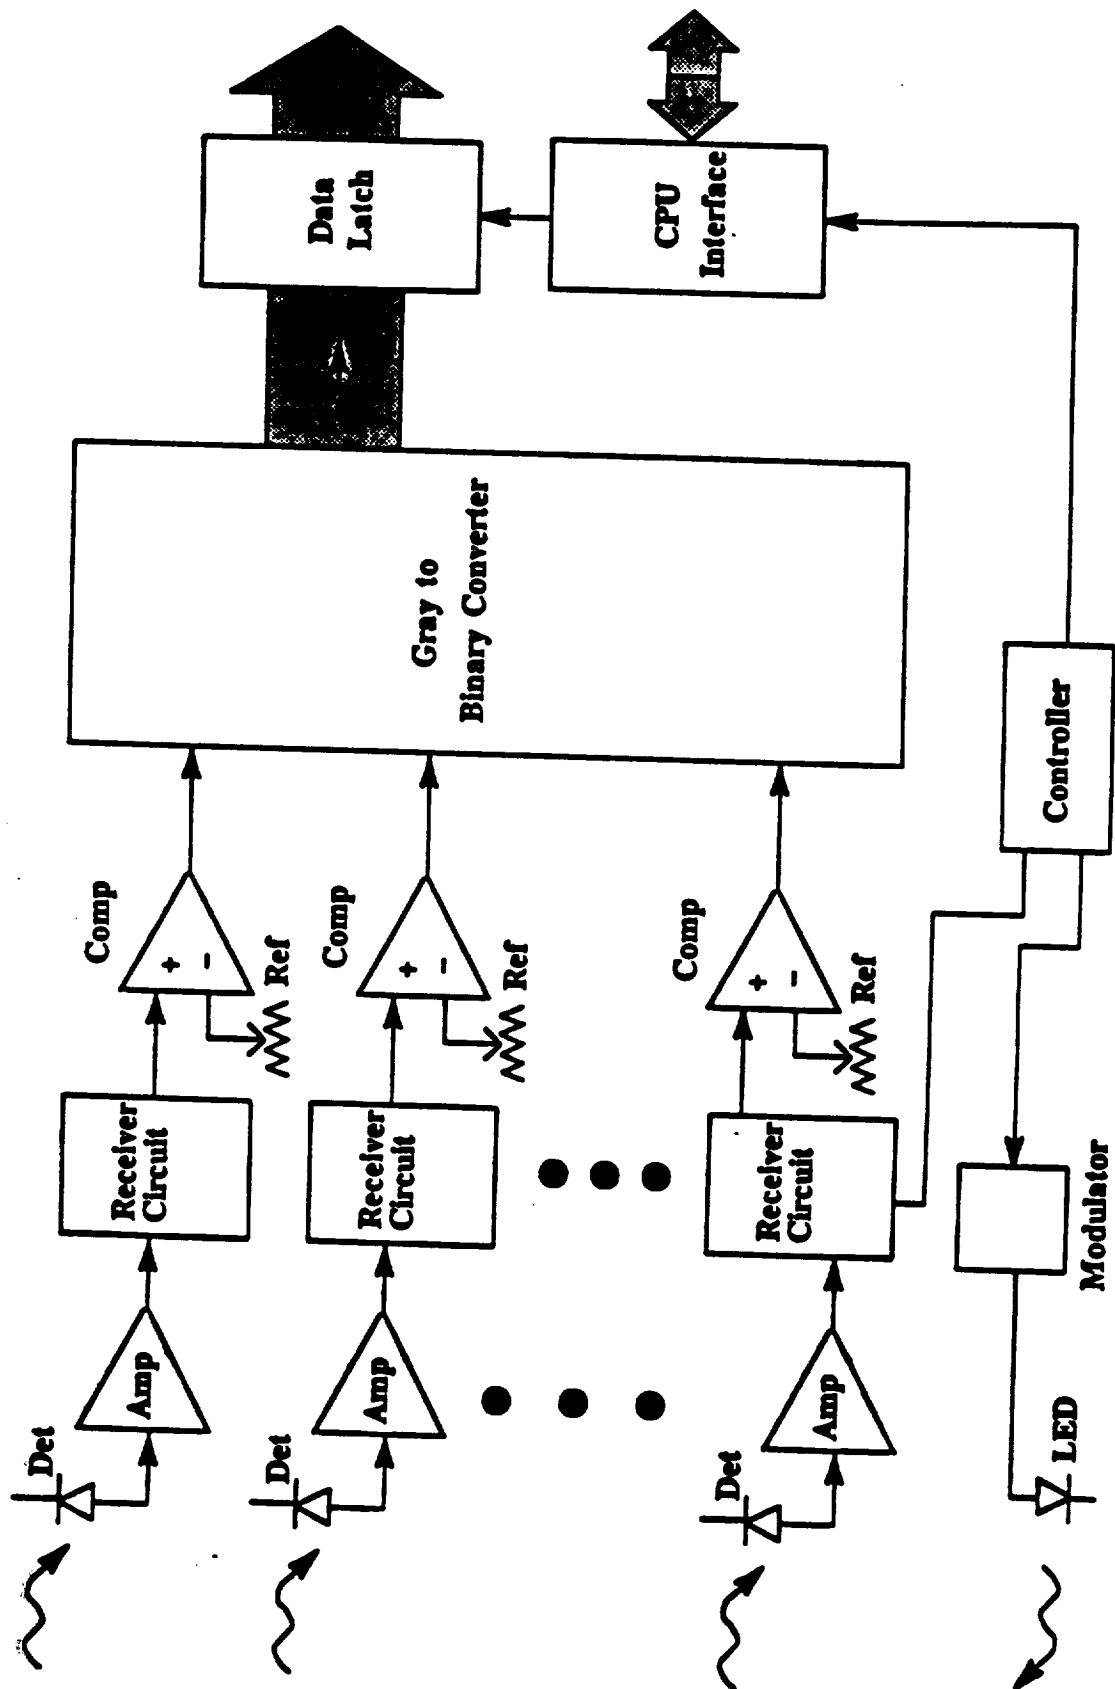 Det
Amp
Receiver
Circuit
Comp
+
-
Ref
Det
Amp
Receiver
Circuit
Comp
+
-
Ref
Det
Amp
Receiver
Circuit
Comp
+
-
Ref
Gray to
Binary Converter
Data
Latch
CPU
Interface
LED
Modulator
Controller